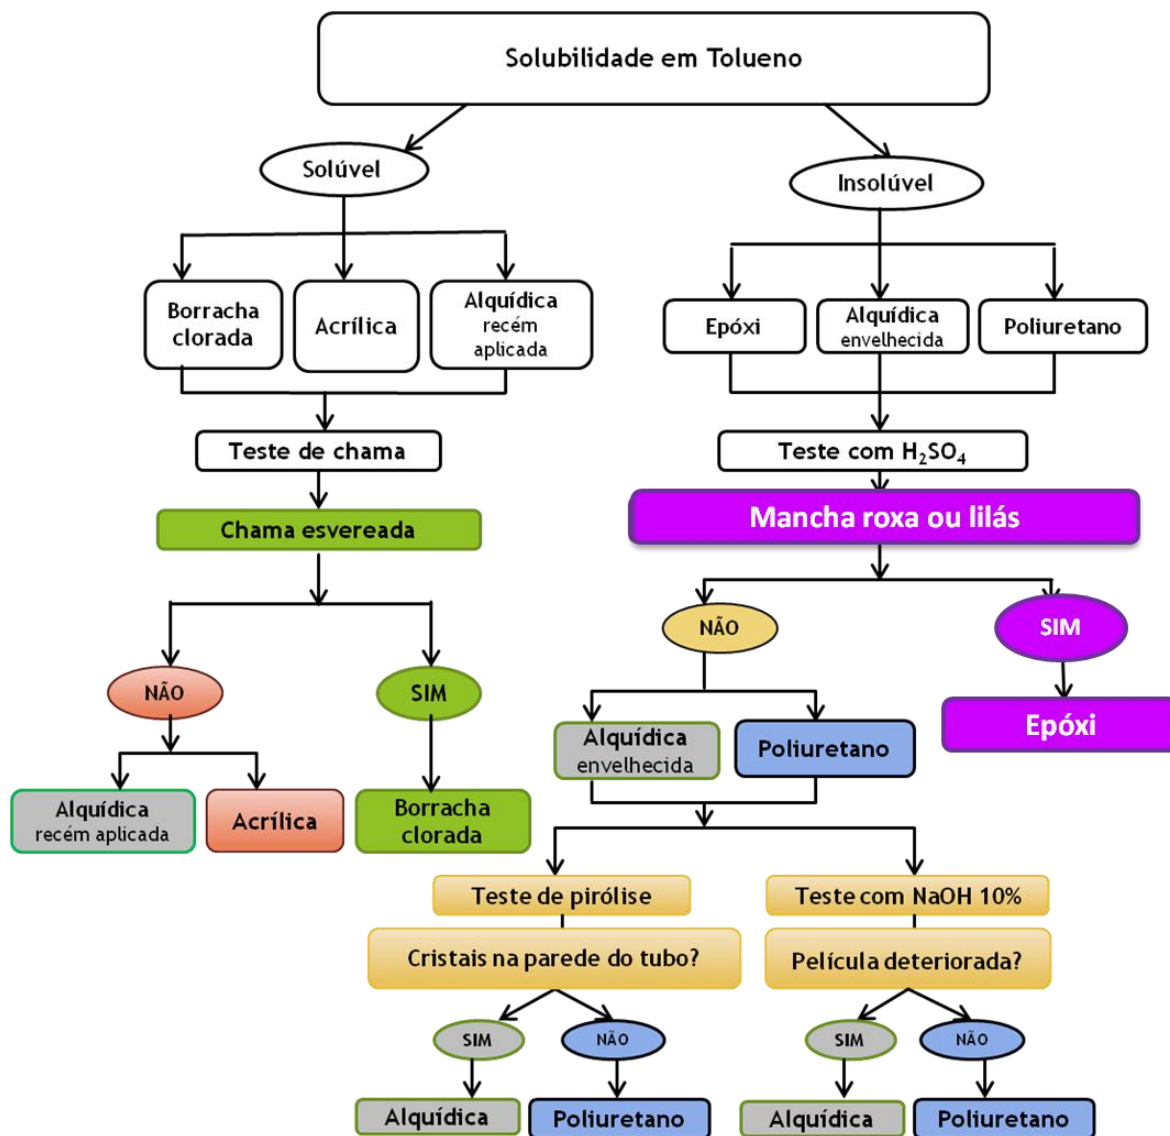 Solubilidade em Tolueno
Solúvel
Insolúvel
Borracha
clorada
Acrílica
Alquídica
recém
aplicada
Epóxi
Alquídica
envelhecida
Poliuretano
Teste de chama
Teste com H₂SO₄
Chama esvereada
Mancha roxa ou lilás
NÃO
SIM
NÃO
SIM
Alquídica
recém aplicada
Acrílica
Borracha
clorada
Alquídica
envelhecida
Poliuretano
Epóxi
Teste de pirólise
Teste com NaOH 10%
Cristais na parede do tubo?
Película deteriorada?
SIM
NÃO
SIM
NÃO
Alquídica
Poliuretano
Alquídica
Poliuretano